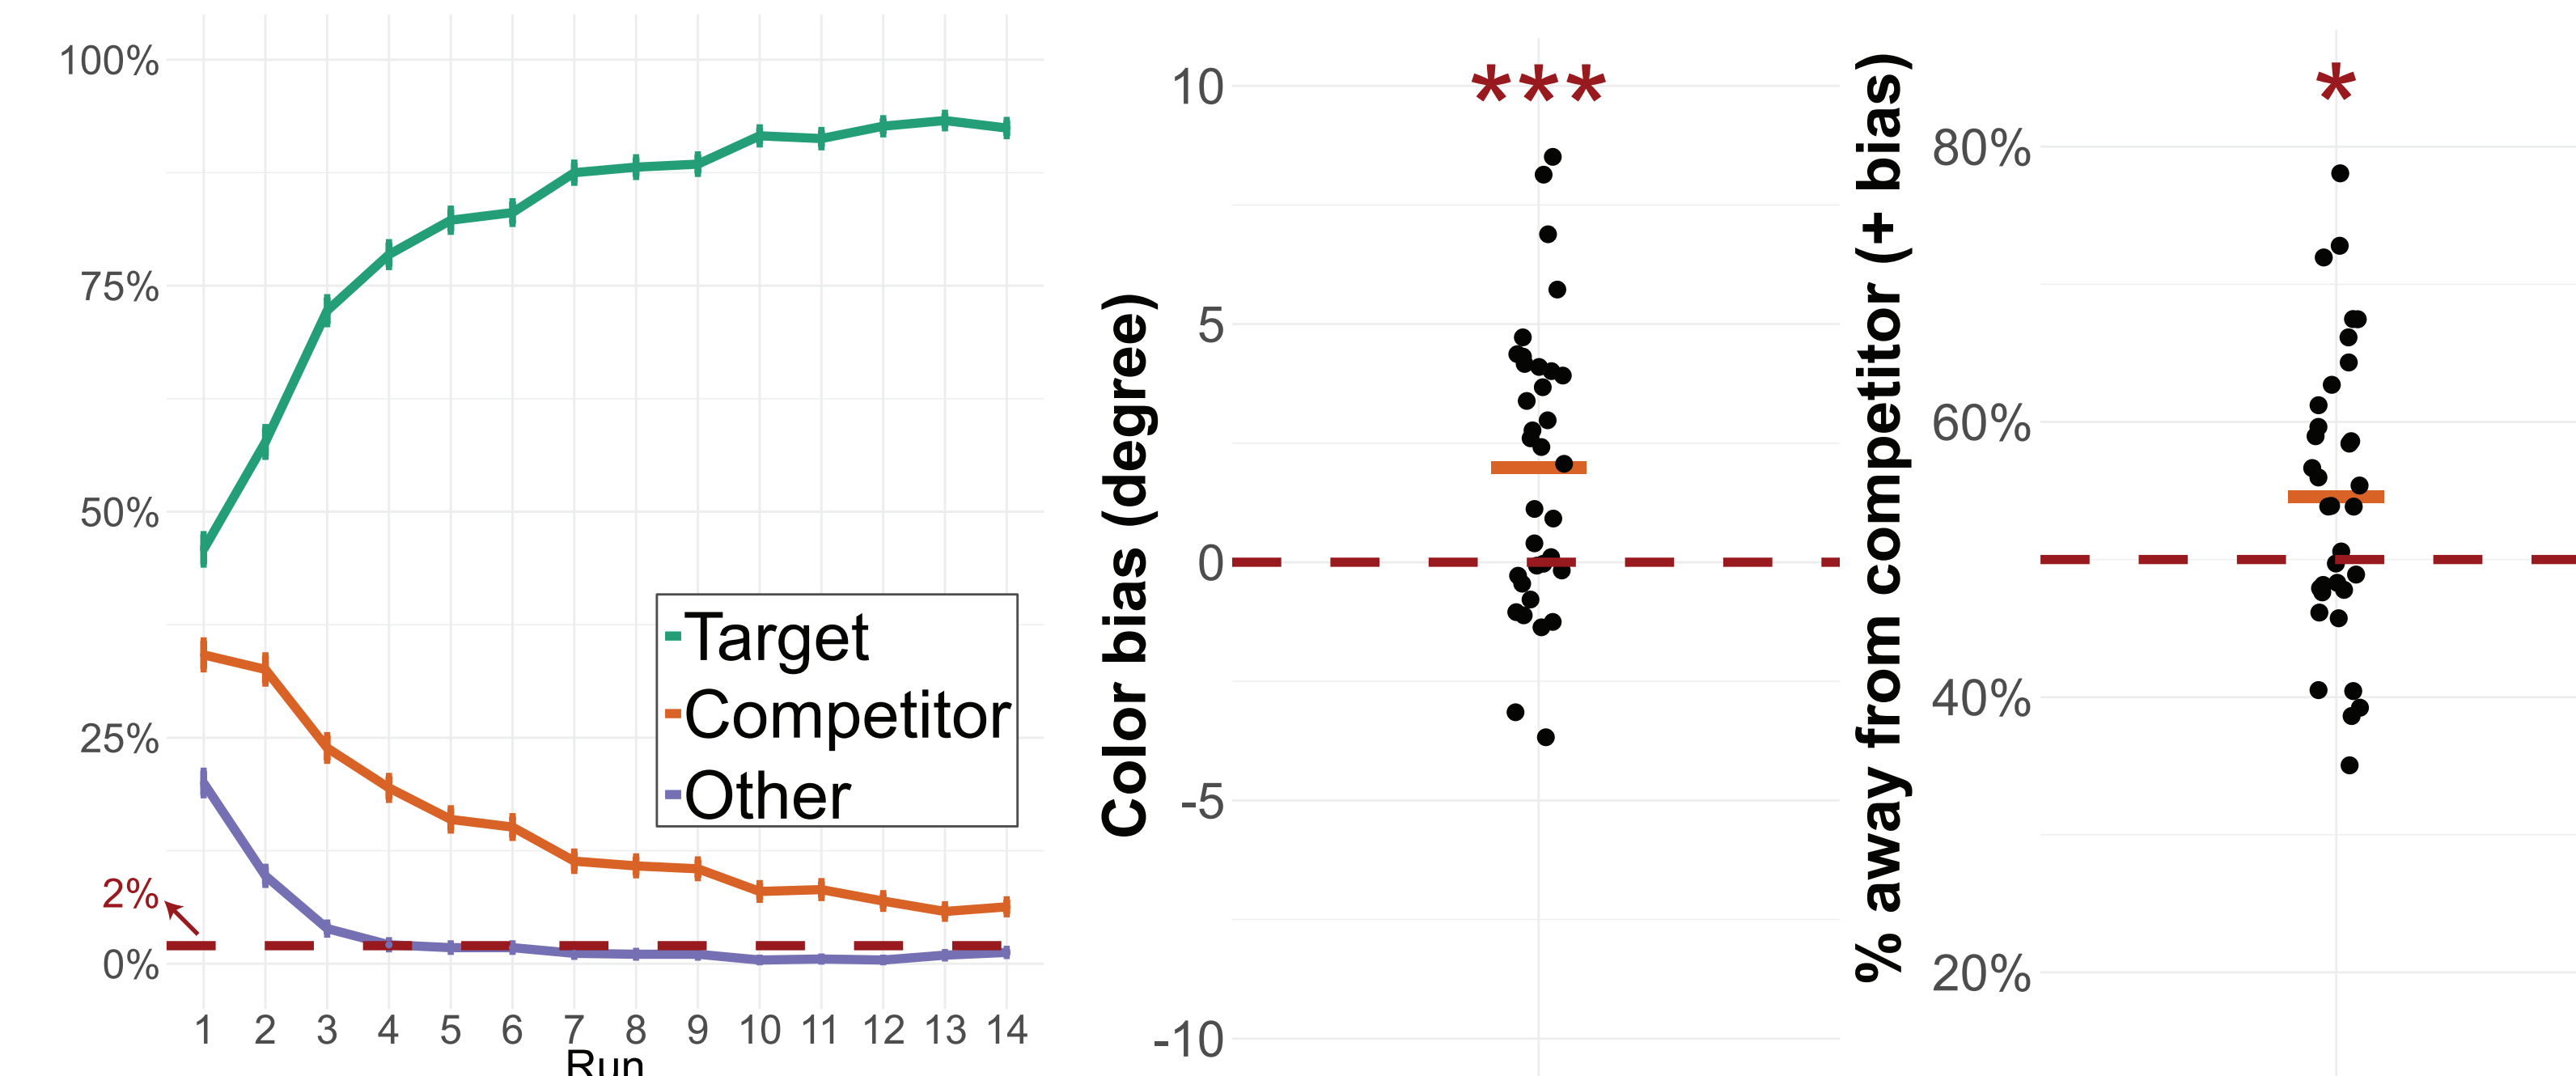 100%
75%
50%
25%
2%
0%
Target
Competitor
Other
1 2 3 4 5 6 7 8 9 10 11 12 13 14
Run
Color bias (degree)
10
5
0
-5
-10
***
% away from competitor (+ bias)
80%
60%
40%
20%
*